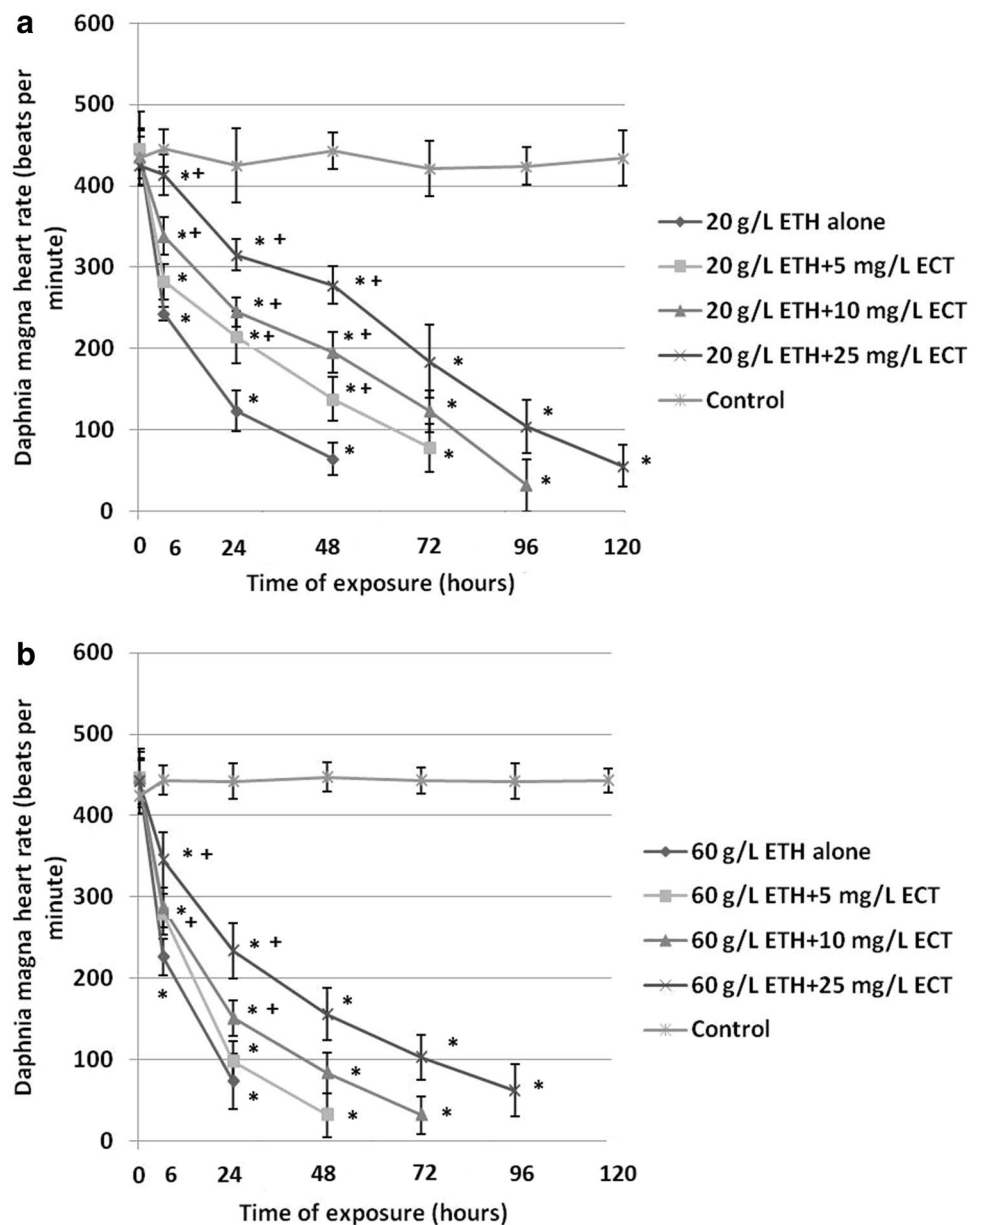 a
600
500
400
300
200
100
0
Daphnia magna heart rate (beats per
minute)
*+
* +
* +
*
*
*
*+
* +
* +
*
*
*
*+
*+
*
*
*
*
0 6 24 48 72 96 120
Time of exposure (hours)
20 g/L ETH alone
20 g/L ETH+5 mg/L ECT
20 g/L ETH+10 mg/L ECT
20 g/L ETH+25 mg/L ECT
Control
b
600
500
400
300
200
100
0
Daphnia magna heart rate (beats per
minute)
* +
* +
*
*
*
*
+
* +
*
*
*
*
*
*
0 6 24 48 72 96 120
Time of exposure (hours)
60 g/L ETH alone
60 g/L ETH+5 mg/L ECT
60 g/L ETH+10 mg/L ECT
60 g/L ETH+25 mg/L ECT
Control